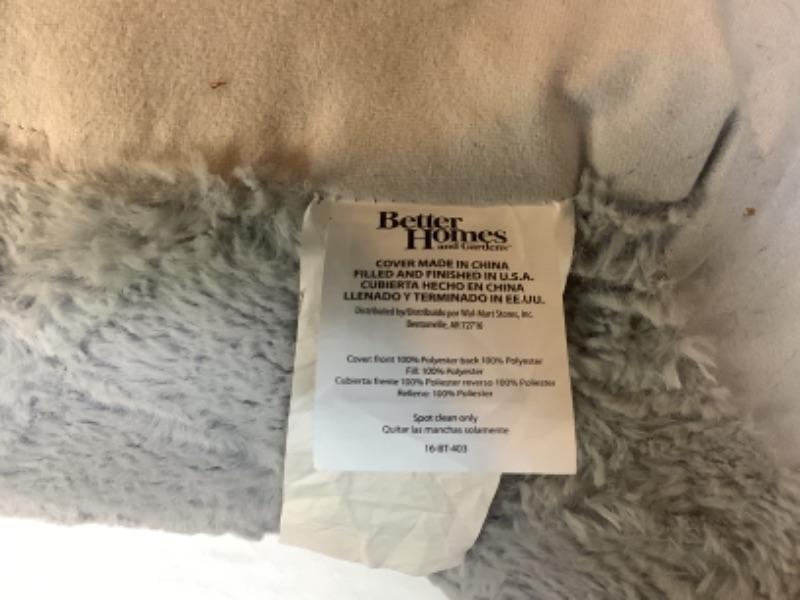 Better
Homes
and Gardens
COVER MADE IN CHINA
FILLED AND FINISHED IN U.S.A.
CUBIERTA HECHO EN CHINA
LLENADO Y TERMINADO IN EE.UU.
Distributed by/Distribuido por Wal-Mart Stores, Inc.
Bentonville, AR 72716
Cover: front 100% Polyester back 100% Polyester
Fill: 100% Polyester
Cubierta: frente 100% Poliester reverso 100% Poliester
Relleno: 100% Poliester
Spot clean only
Quitar las manchas solamente
16-BT-403